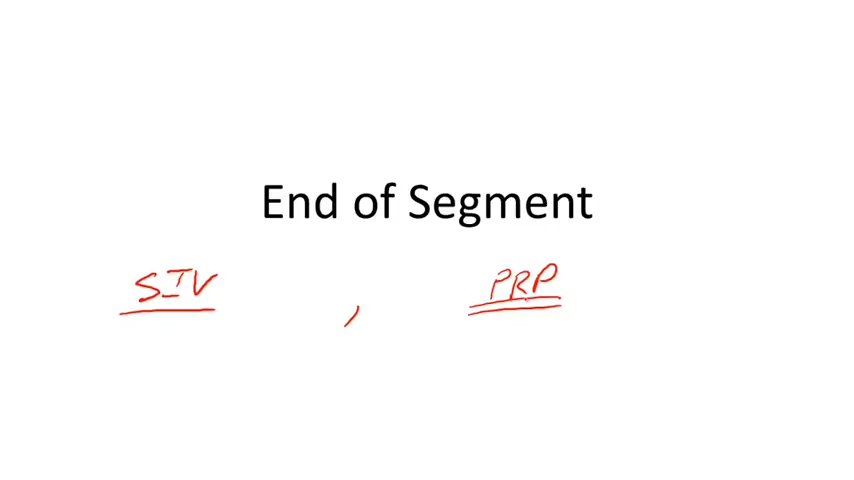 End of Segment
SIV , PRP